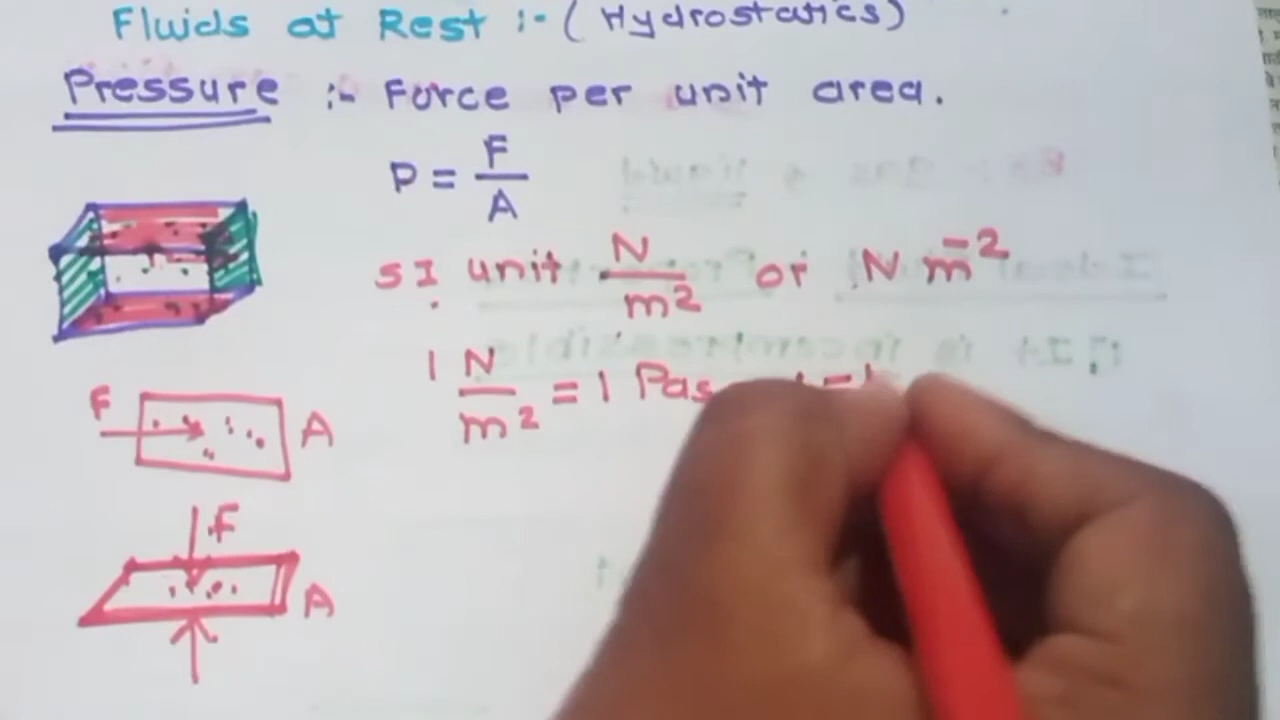 Fluids at Rest :- (Hydrostatics)
Pressure :- Force per unit area.
P = F/A
SI unit N/m² or N m⁻²
1 N/m² = 1 Pas
F A
F
A